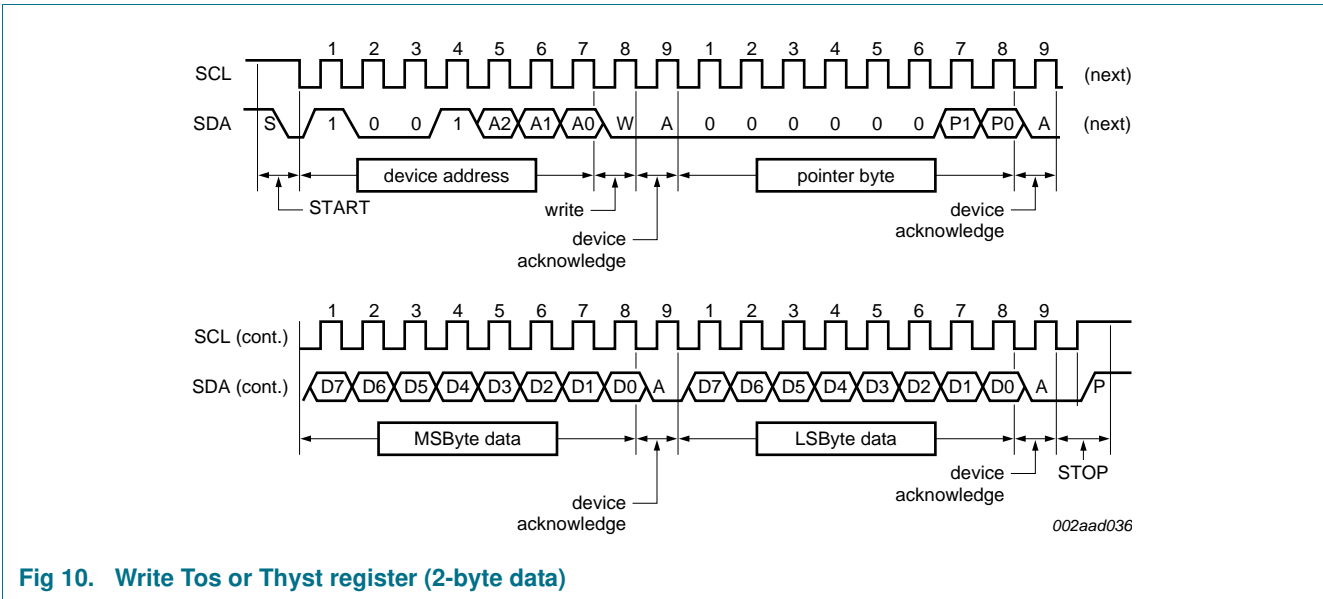 1 2 3 4 5 6 7 8 9 1 2 3 4 5 6 7 8 9
SCL (next)
SDA S 1 0 0 1 A2 A1 A0 W A 0 0 0 0 0 0 P1 P0 A (next)
device address pointer byte
START write device
device acknowledge
acknowledge
1 2 3 4 5 6 7 8 9 1 2 3 4 5 6 7 8 9
SCL (cont.)
SDA (cont.) D7 D6 D5 D4 D3 D2 D1 D0 A D7 D6 D5 D4 D3 D2 D1 D0 A P
MSByte data LSByte data
device STOP
device acknowledge
acknowledge 002aad036
Fig 10. Write Tos or Thyst register (2-byte data)